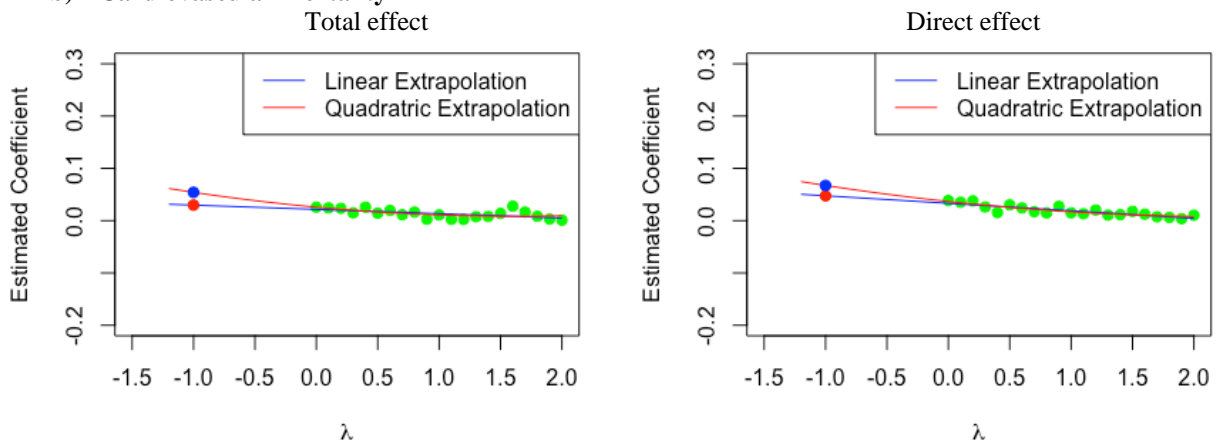 Total effect
Direct effect
Linear Extrapolation
Quadratric Extrapolation
Estimated Coefficient
0.3
0.2
0.1
0.0
-0.2
-1.5 -1.0 -0.5 0.0 0.5 1.0 1.5 2.0
λ
Linear Extrapolation
Quadratric Extrapolation
Estimated Coefficient
0.3
0.2
0.1
0.0
-0.2
-1.5 -1.0 -0.5 0.0 0.5 1.0 1.5 2.0
λ